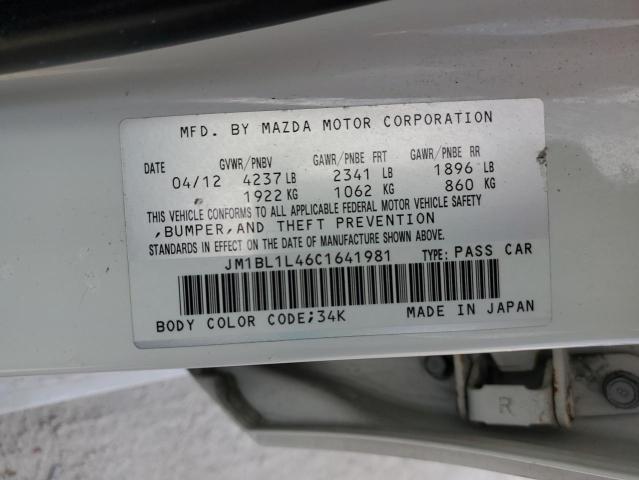 MFD. BY MAZDA MOTOR CORPORATION
DATE GVWR/PNBV GAWR/PNBE FRT GAWR/PNBE RR
04/12 4237 LB 2341 LB 1896 LB
1922 KG 1062 KG 860 KG
THIS VEHICLE CONFORMS TO ALL APPLICABLE FEDERAL MOTOR VEHICLE SAFETY
,BUMPER,AND THEFT PREVENTION
STANDARDS IN EFFECT ON THE DATE OF MANUFACTURE SHOWN ABOVE.
JM1BL1L46C1641981 TYPE: PASS CAR
BODY COLOR CODE;34K MADE IN JAPAN
R